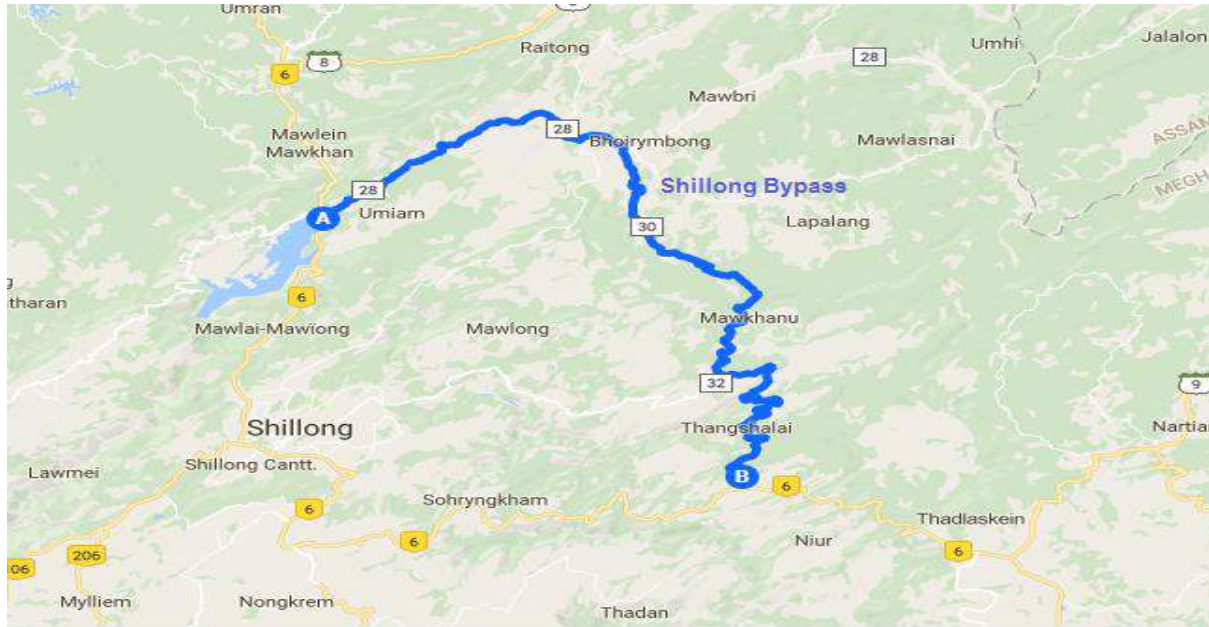 Umran
6
8
6
Raitong
Umhi
Jalalon
28
Mawbri
Mawlein
Mawkhan
28
Bhoirymbong
Mawlasnai
ASSAM
MEGH
28
Shillong Bypass
A
Umiam
30
Lapalang
tharan
6
Mawlai-Mawiong
Mawlong
Mawkhanu
32
9
Shillong
Thangshalai
Nartian
Lawmei
Shillong Cantt.
B
6
Sohryngkham
6
Thadlaskein
6
Niur
6
206
06
Mylliem
Nongkrem
Thadan